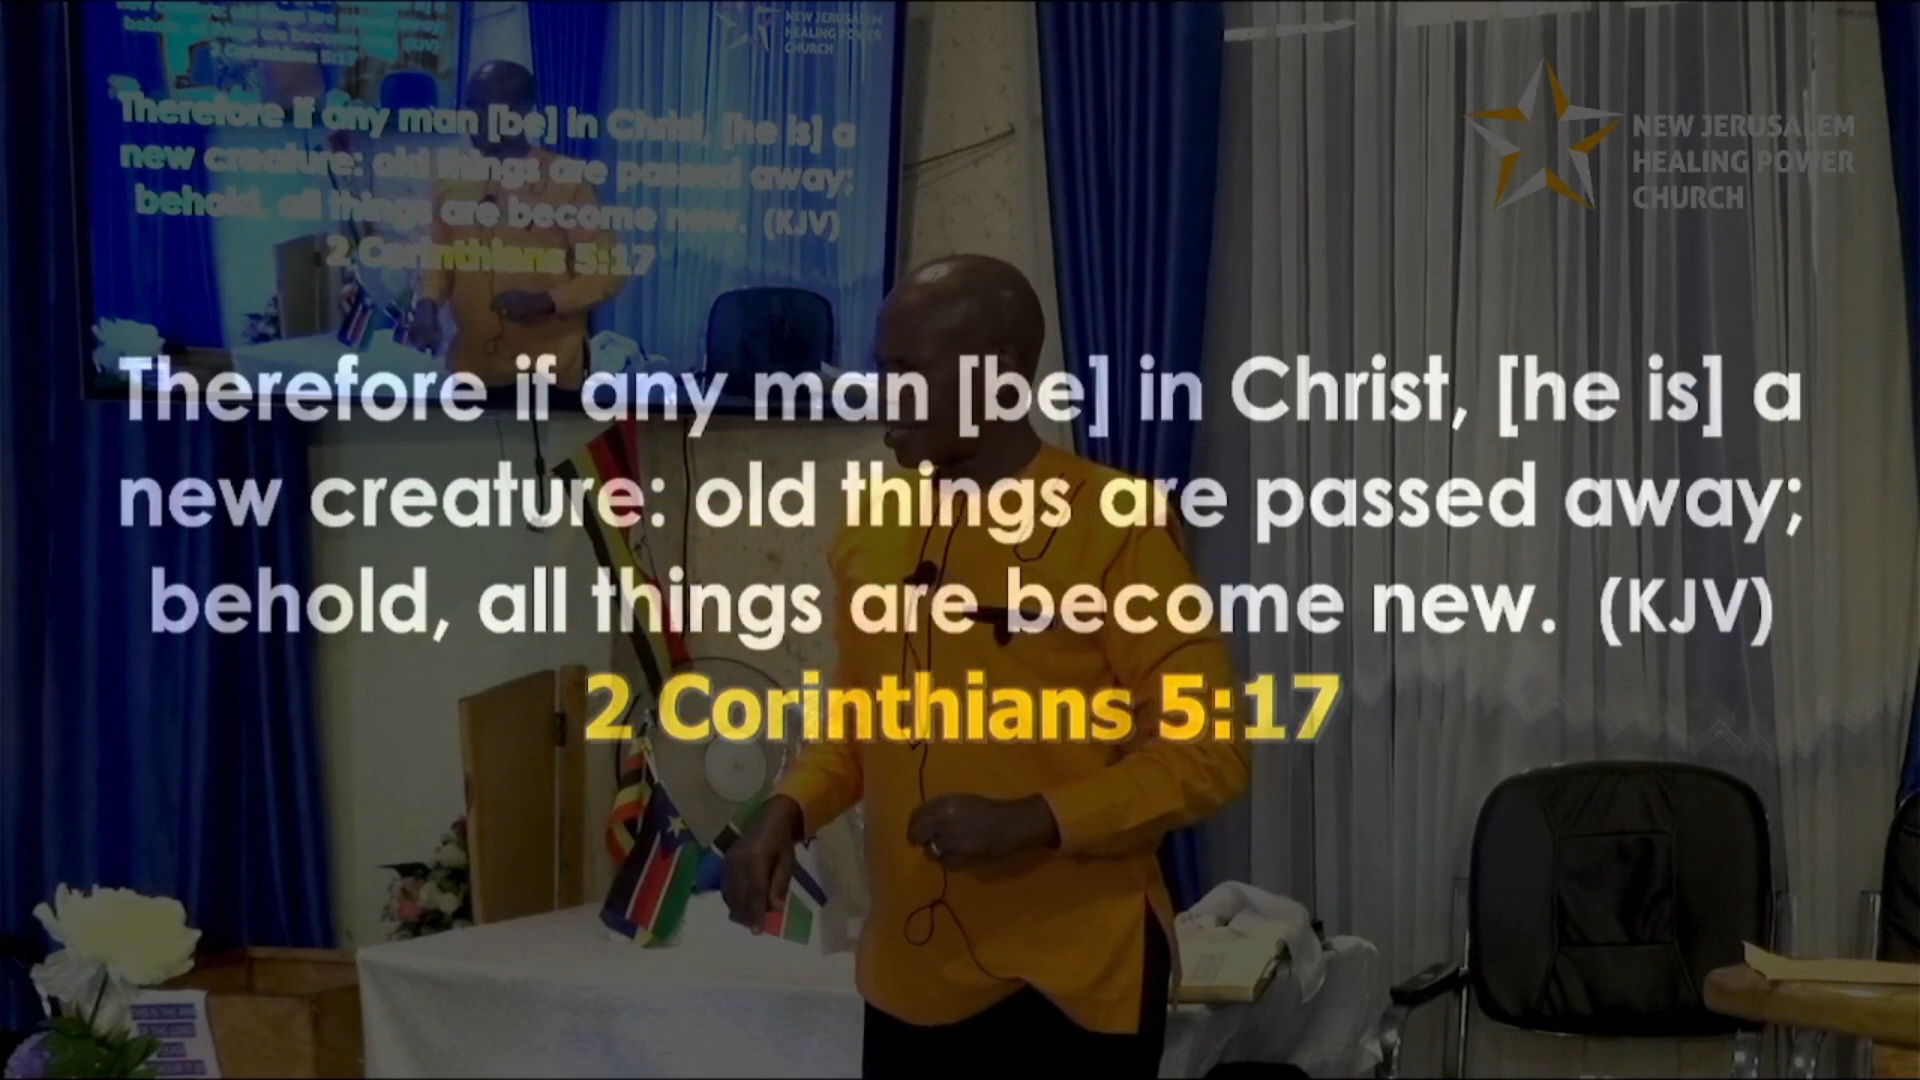 NEW JERUSALEM
HEALING POWER
CHURCH
Therefore if any man [be] in Christ, [he is] a
new creature: old things are passed away;
behold, all things are become new. (KJV)
2 Corinthians 5:17
NEW JERUSALEM
HEALING POWER
CHURCH
Therefore if any man [be] in Christ, [he is] a
new creature: old things are passed away;
behold, all things are become new. (KJV)
2 Corinthians 5:17